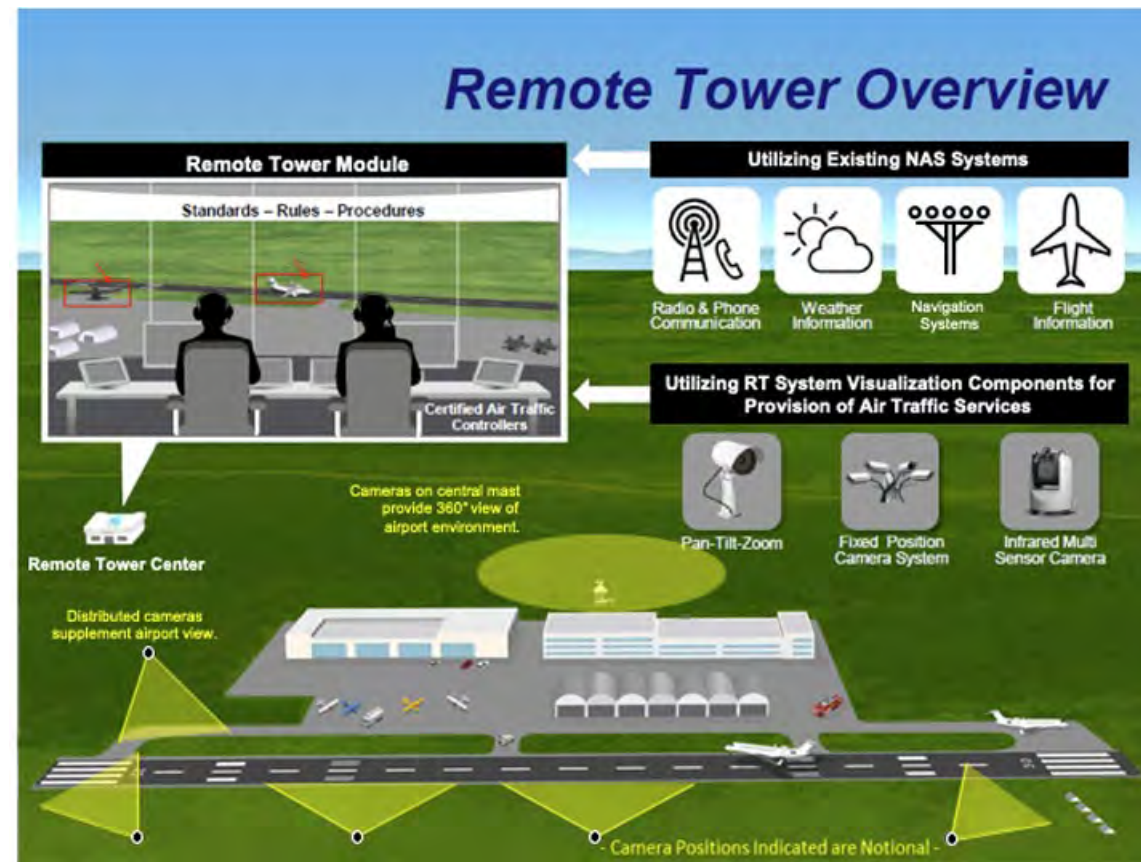 Remote Tower Overview
Remote Tower Module
Standards – Rules – Procedures
Certified Air Traffic
Controllers
Utilizing Existing NAS Systems
Radio & Phone
Communication
Weather
Information
Navigation
Systems
Flight
Information
Utilizing RT System Visualization Components for
Provision of Air Traffic Services
Pan-Tilt-Zoom
Fixed Position
Camera System
Infrared Multi
Sensor Camera
Cameras on central mast
provide 360° view of
airport environment.
Remote Tower Center
Distributed cameras
supplement airport view.
- Camera Positions Indicated are Notional -